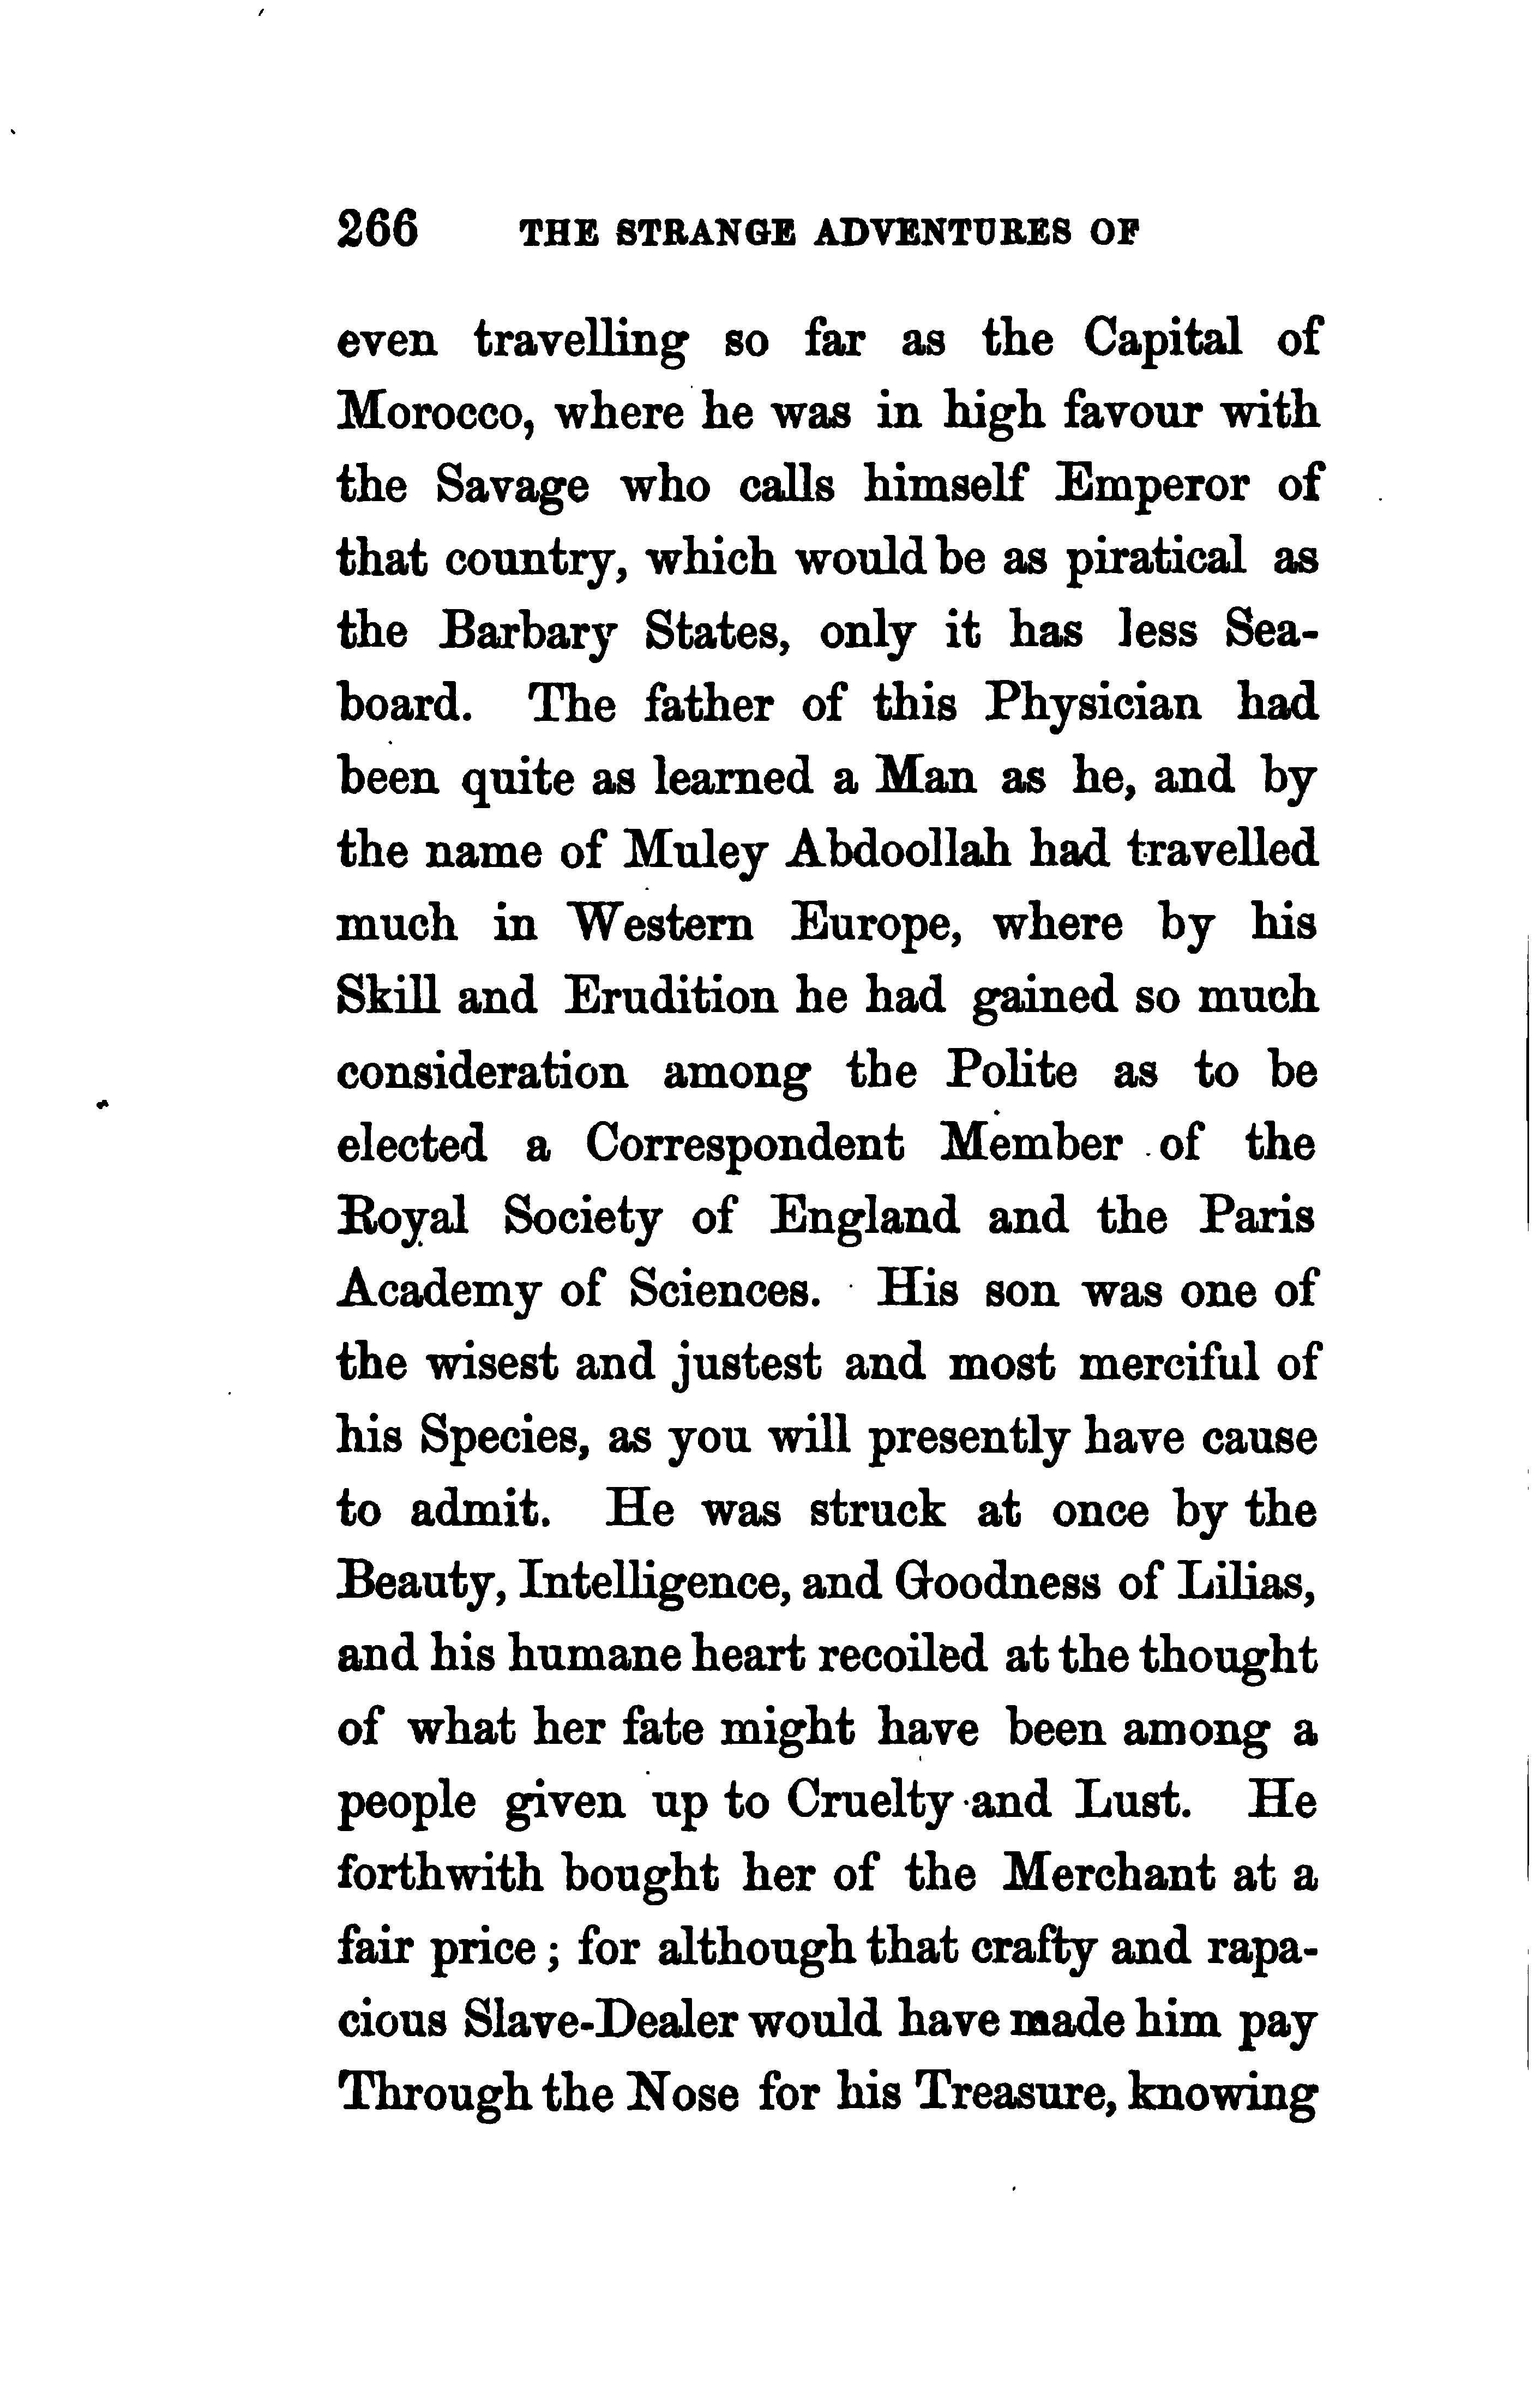 266 THE STRANGE ADVENTURES OF
even travelling so far as the Capital of
Morocco, where he was in high favour with
the Savage who calls himself Emperor of
that country, which would be as piratical as
the Barbary States, only it has less Sea-
board. The father of this Physician had
been quite as learned a Man as he, and by
the name of Muley Abdoollah had travelled
much in Western Europe, where by his
Skill and Erudition he had gained so much
consideration among the Polite as to be
elected a Correspondent Member of the
Royal Society of England and the Paris
Academy of Sciences. His son was one of
the wisest and justest and most merciful of
his Species, as you will presently have cause
to admit. He was struck at once by the
Beauty, Intelligence, and Goodness of Lilias,
and his humane heart recoiled at the thought
of what her fate might have been among a
people given up to Cruelty and Lust. He
forthwith bought her of the Merchant at a
fair price; for although that crafty and rapa-
cious Slave-Dealer would have made him pay
Through the Nose for his Treasure, knowing